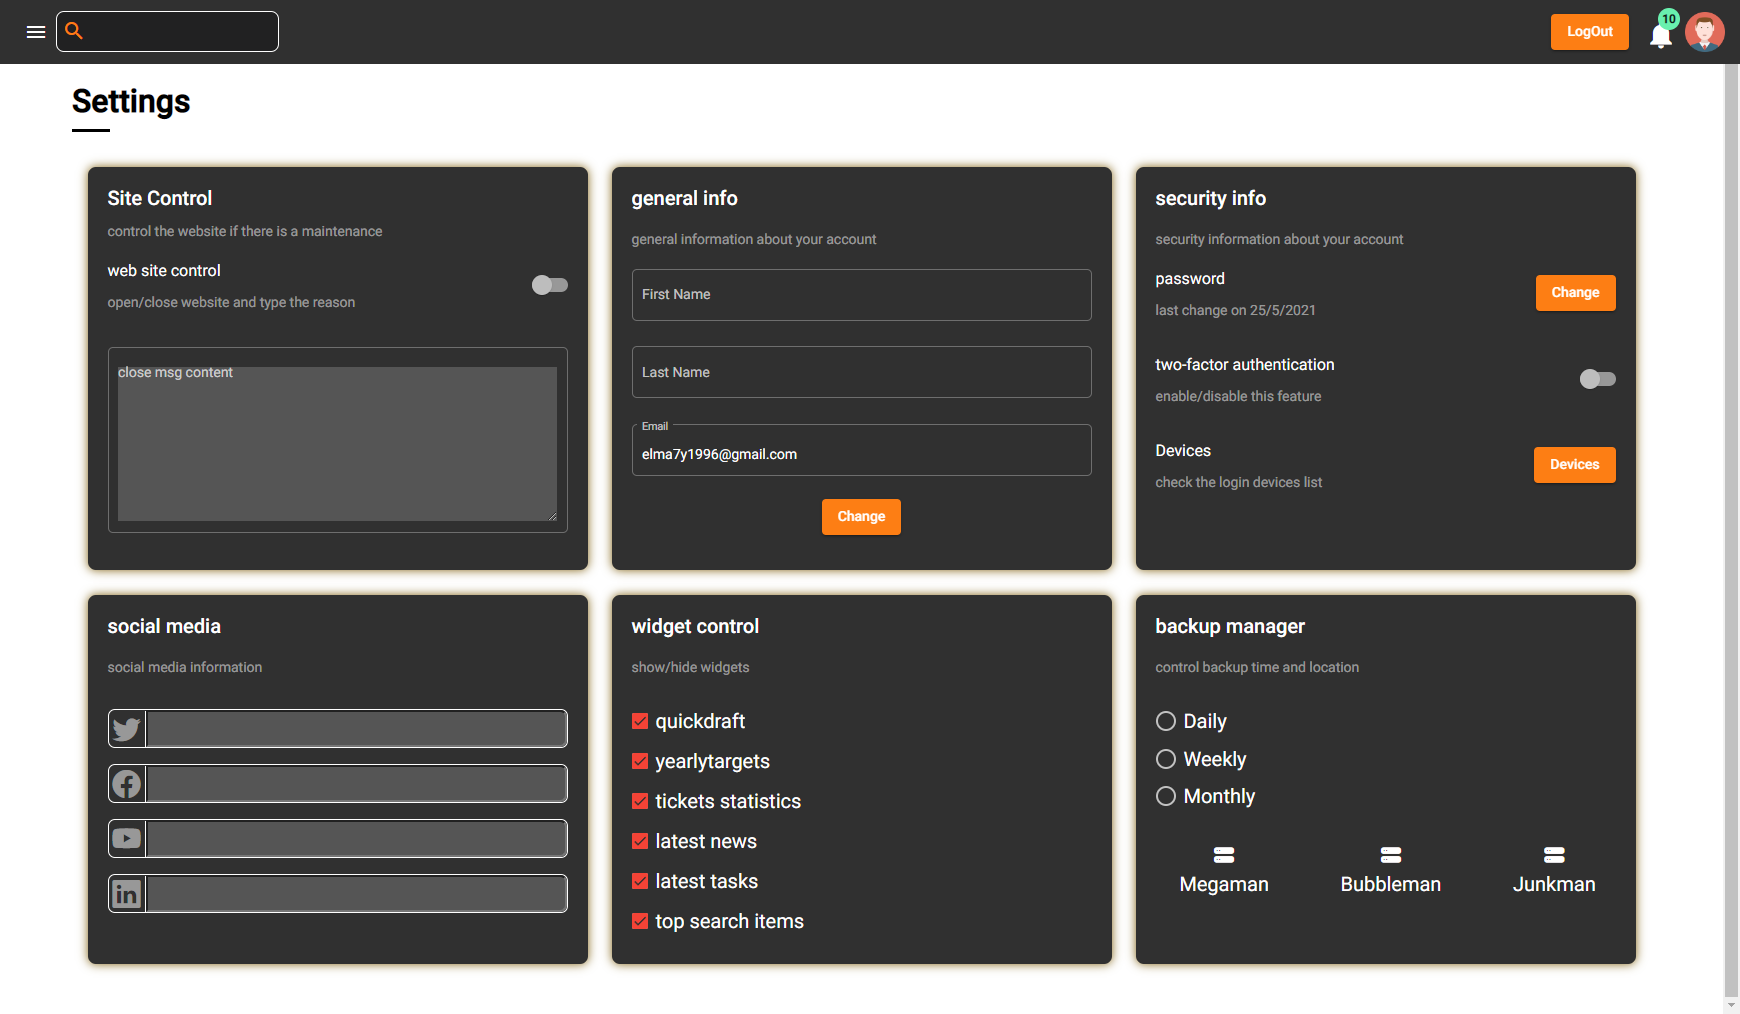 LogOut
10
Settings
Site Control
control the website if there is a maintenance
web site control
open/close website and type the reason
close msg content
general info
general information about your account
First Name
Last Name
Email
elma7y1996@gmail.com
Change
security info
security information about your account
password
last change on 25/5/2021
Change
two-factor authentication
enable/disable this feature
Devices
check the login devices list
Devices
social media
social media information
widget control
show/hide widgets
quickdraft
yearlytargets
tickets statistics
latest news
latest tasks
top search items
backup manager
control backup time and location
Daily
Weekly
Monthly
Megaman
Bubbleman
Junkman